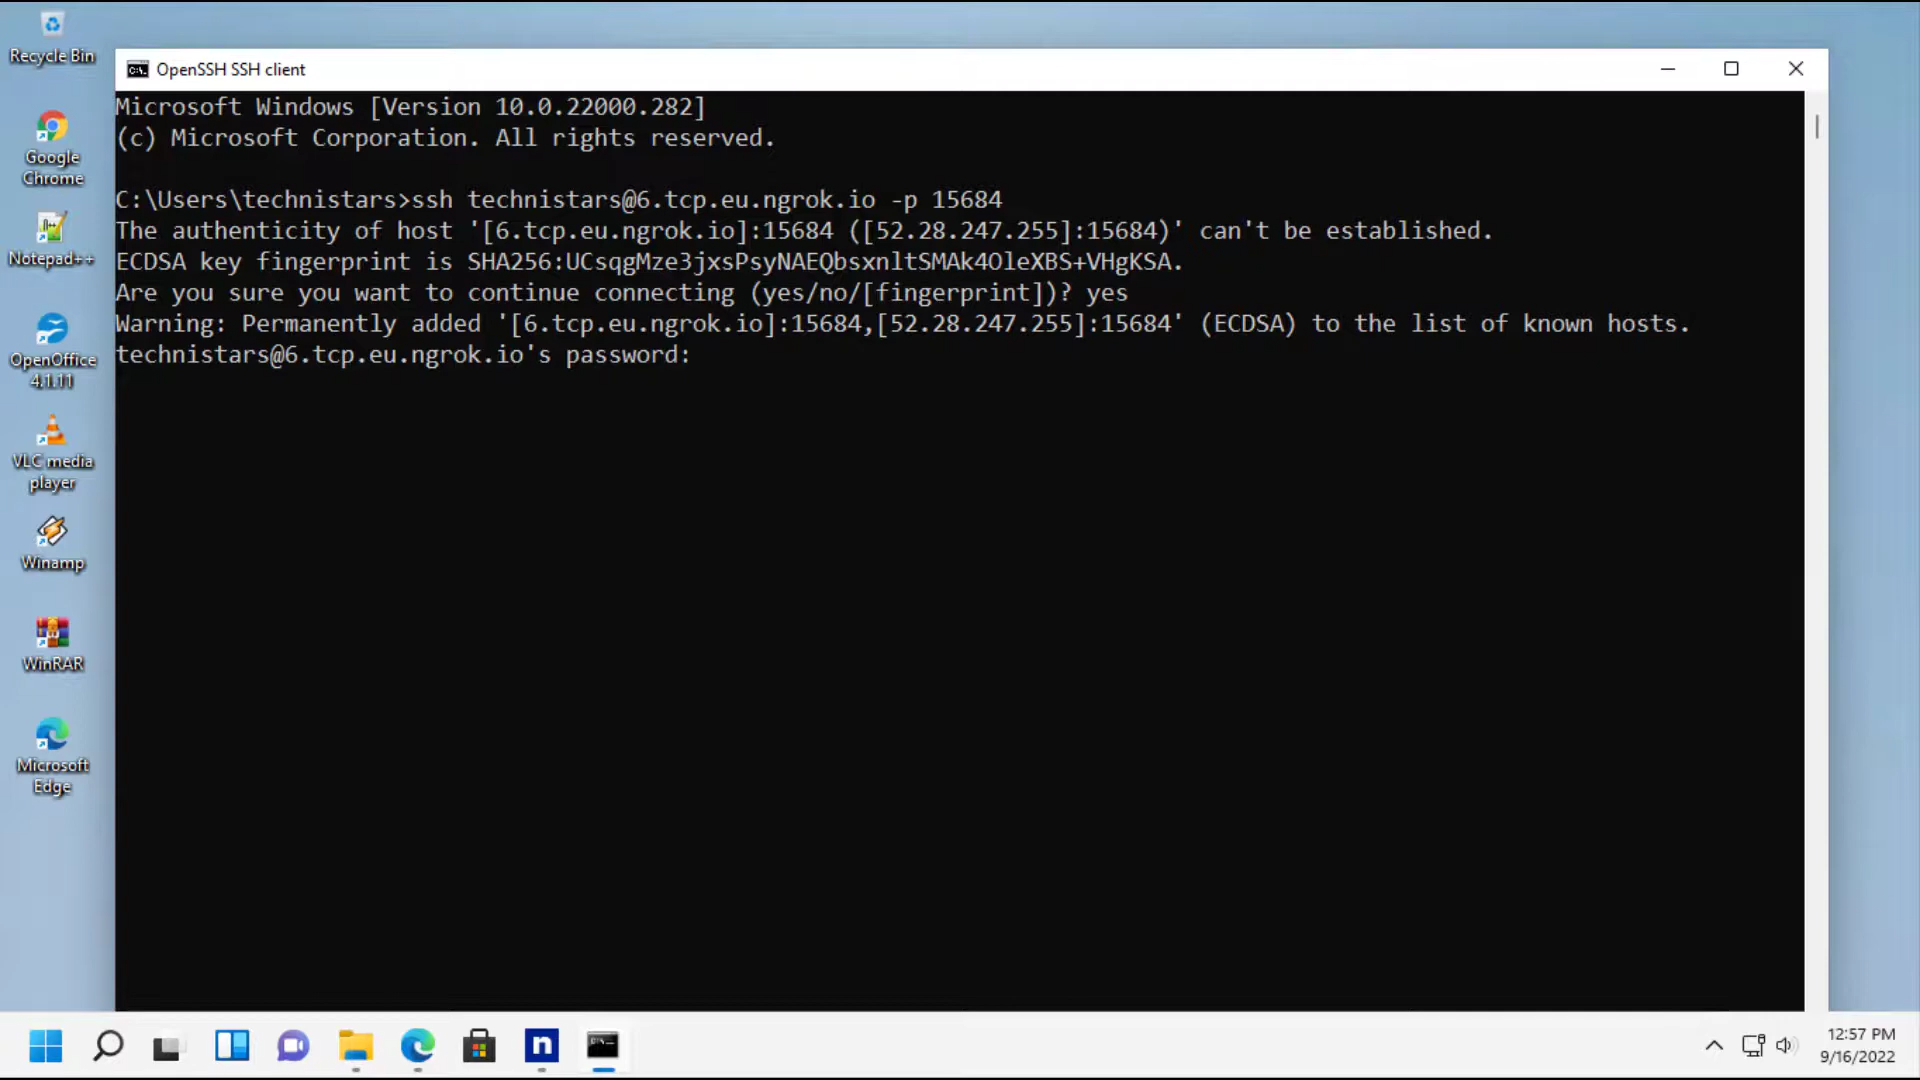 Recycle Bin
Google
Chrome
Notepad++
OpenOffice
4.1.11
VLC media
player
Winamp
WinRAR
Microsoft
Edge
OpenSSH SSH client
Microsoft Windows [Version 10.0.22000.282]
(c) Microsoft Corporation. All rights reserved.
C:\Users\technistars>ssh technistars@6.tcp.eu.ngrok.io -p 15684
The authenticity of host '[6.tcp.eu.ngrok.io]:15684 ([52.28.247.255]:15684)' can't be established.
ECDSA key fingerprint is SHA256:UCsqgMze3jxsPsyNAEQbsxnltSMAk4OleXBS+VHgKSA.
Are you sure you want to continue connecting (yes/no/[fingerprint])? yes
Warning: Permanently added '[6.tcp.eu.ngrok.io]:15684,[52.28.247.255]:15684' (ECDSA) to the list of known hosts.
technistars@6.tcp.eu.ngrok.io's password:
12:57 PM
9/16/2022